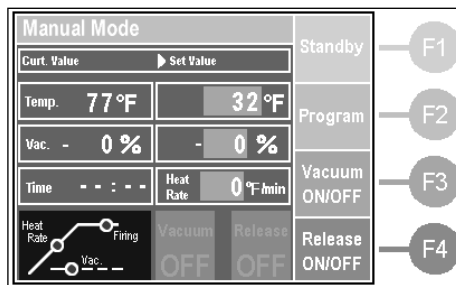 Manual Mode
Standby
F1
Curt. Value
Set Value
Temp. 77°F
32 °F
Program
F2
Vac. - 0 %
- 0 %
Time - - : - -
Heat
Rate 0 °F/min
Vacuum
ON/OFF
F3
Heat
Rate
Firing
Vac.
Vacuum
OFF
Release
OFF
Release
ON/OFF
F4